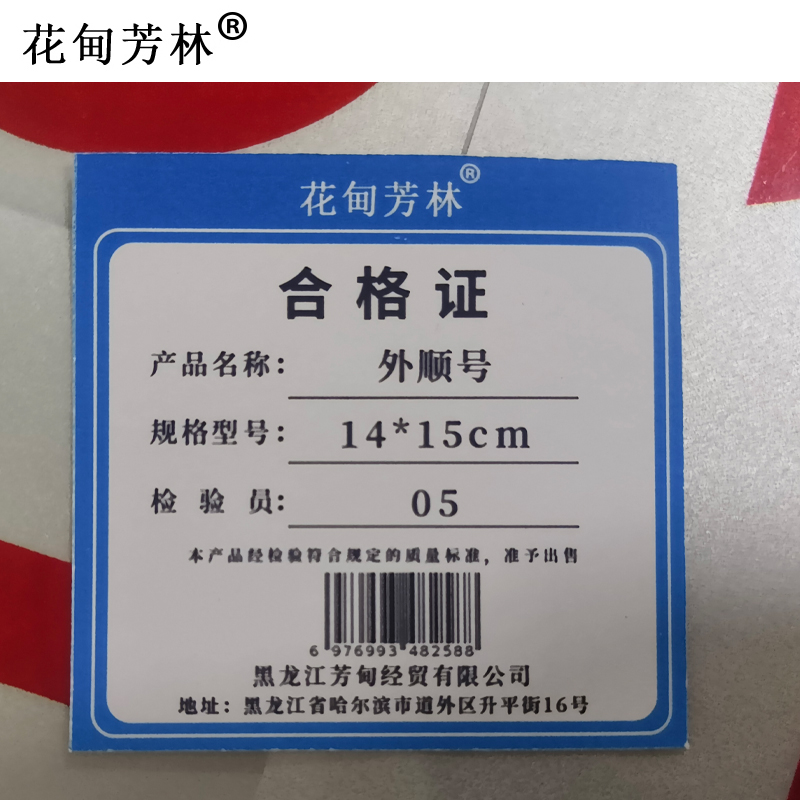 花甸芳林®
花甸芳林®
合格证
产品名称：外顺号
规格型号：14*15cm
检验员：05
本产品经检验符合规定的质量标准，准予出售
6 976993 482588
黑龙江芳甸经贸有限公司
地址：黑龙江省哈尔滨市道外区升平街16号